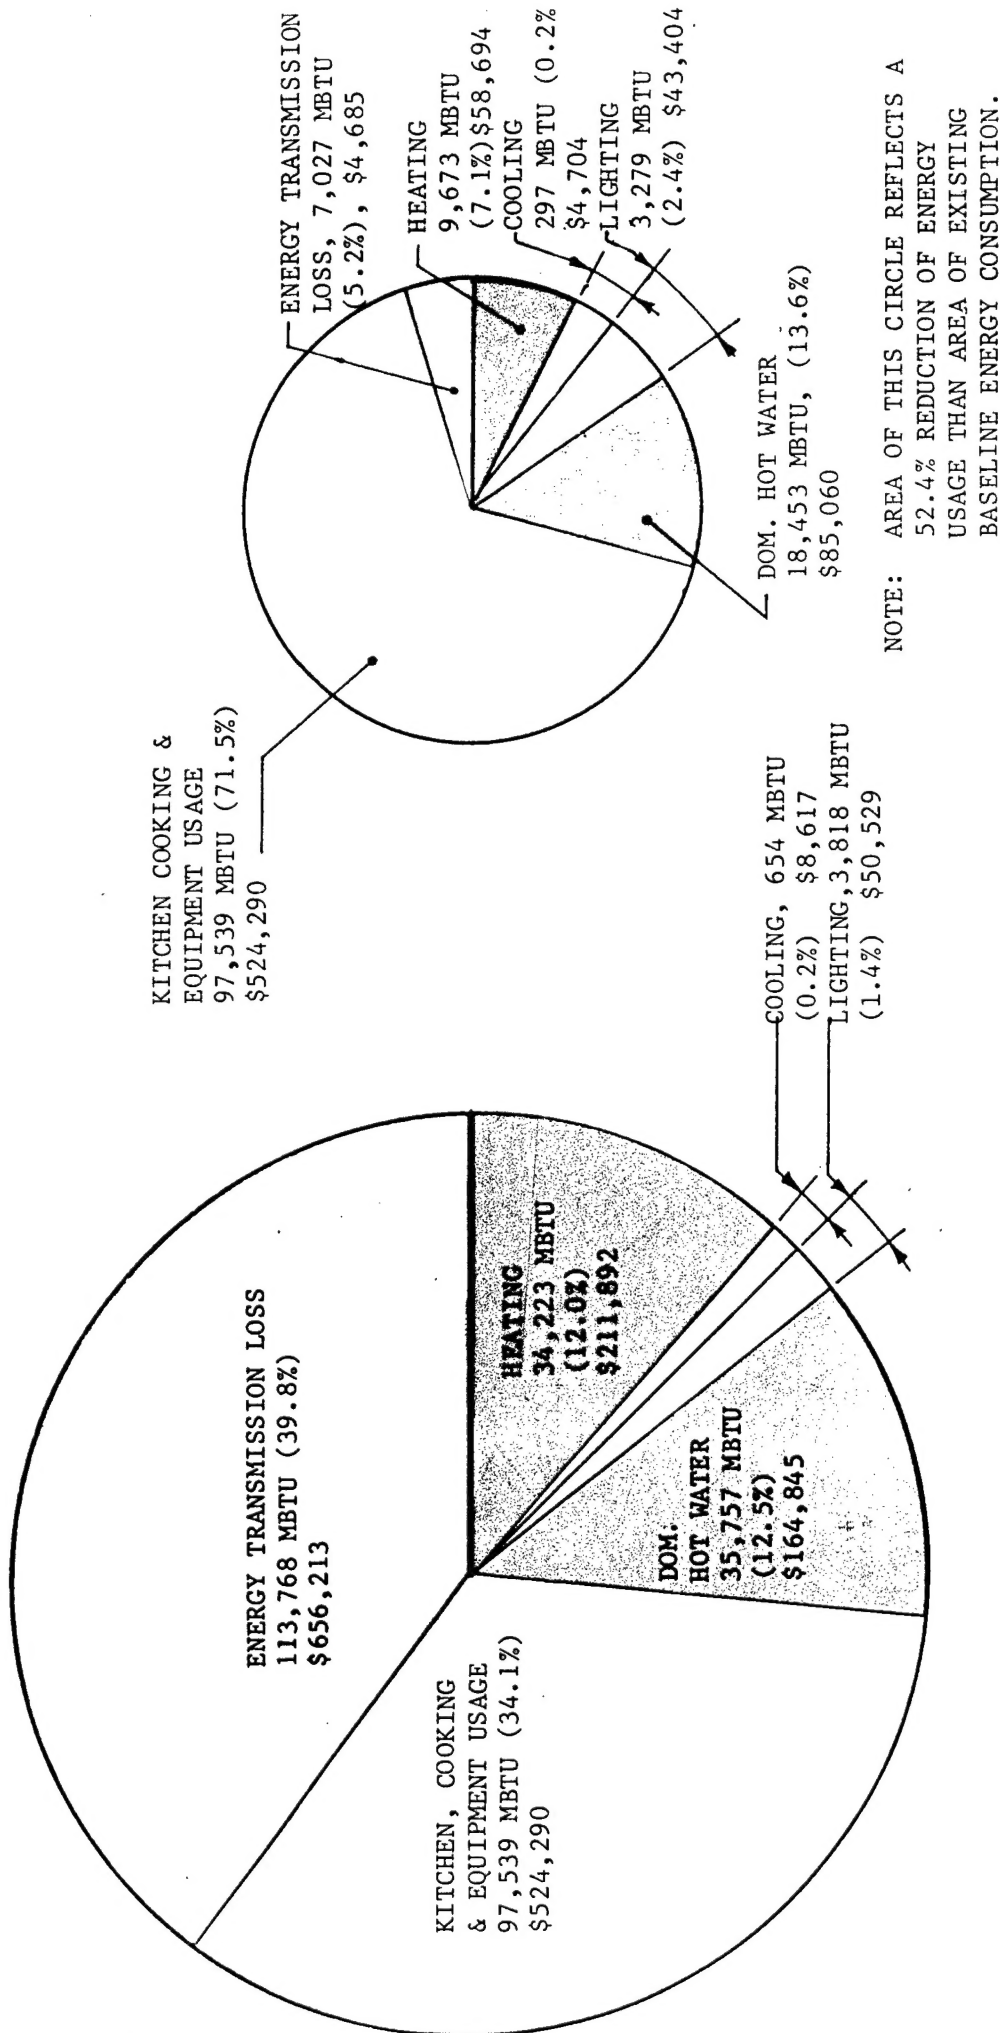 ENERGY TRANSMISSION LOSS
113,768 MBTU (39.8%)
$656,213
HEATING
34,223 MBTU
(12.0%)
$211,892
KITCHEN, COOKING
& EQUIPMENT USAGE
97,539 MBTU (34.1%)
$524,290
DOM.
HOT WATER
35,757 MBTU
(12.5%)
$164,845
COOLING, 654 MBTU
(0.2%) $8,617
LIGHTING,3,818 MBTU
(1.4%) $50,529
KITCHEN COOKING &
EQUIPMENT USAGE
97,539 MBTU (71.5%)
$524,290
ENERGY TRANSMISSION
LOSS, 7,027 MBTU
(5.2%), $4,685
HEATING
9,673 MBTU
(7.1%)$58,694
COOLING
297 MBTU (0.2%
$4,704
LIGHTING
3,279 MBTU
(2.4%) $43,404
DOM. HOT WATER
18,453 MBTU, (13.6%)
$85,060
NOTE: AREA OF THIS CIRCLE REFLECTS A
52.4% REDUCTION OF ENERGY
USAGE THAN AREA OF EXISTING
BASELINE ENERGY CONSUMPTION.